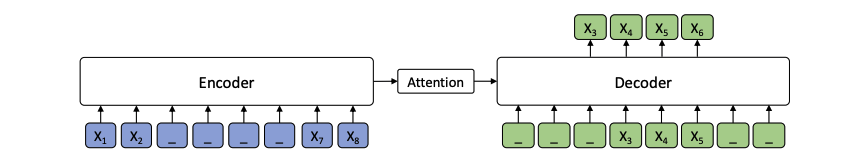 X₃ X₄ X₅ X₆
Encoder Attention Decoder
X₁ X₂ _ _ _ _ X₇ X₈ _ _ _ X₃ X₄ X₅ _ _